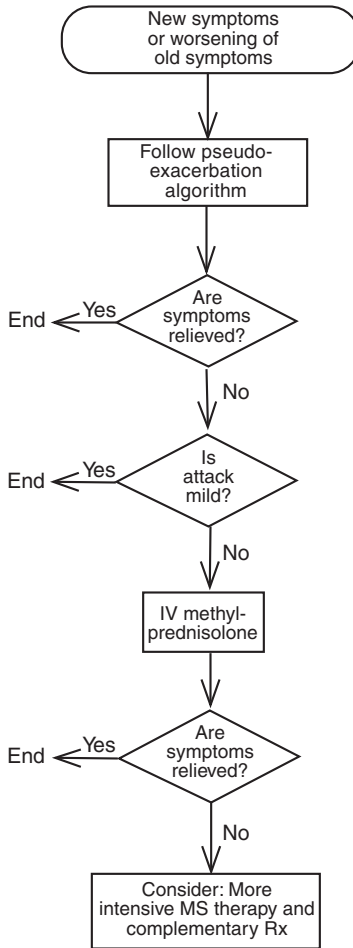 New symptoms
or worsening of
old symptoms
Follow pseudo-
exacerbation
algorithm
Are
symptoms
relieved?
Yes
End
No
Is
attack
mild?
Yes
End
No
IV methyl-
prednisolone
Are
symptoms
relieved?
Yes
End
No
Consider: More
intensive MS therapy and
complementary Rx